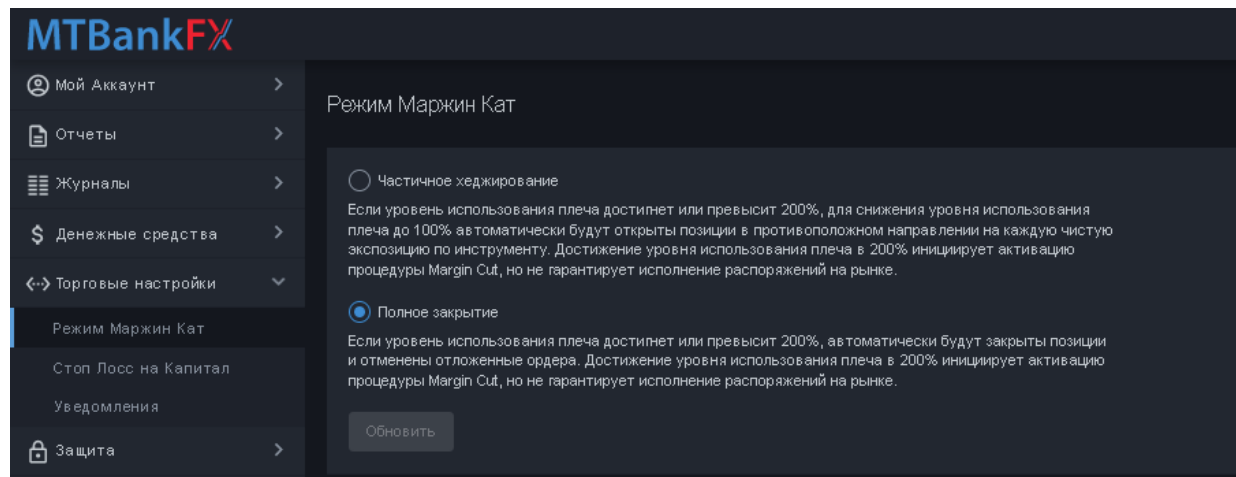 MTBankFX
Мой Аккаунт
Отчеты
Журналы
Денежные средства
Торговые настройки
Режим Маржин Кат
Стоп Лосс на Капитал
Уведомления
Защита
Режим Маржин Кат
Частичное хеджирование
Если уровень использования плеча достигнет или превысит 200%, для снижения уровня использования
плеча до 100% автоматически будут открыты позиции в противоположном направлении на каждую чистую
экспозицию по инструменту. Достижение уровня использования плеча в 200% инициирует активацию
процедуры Margin Cut, но не гарантирует исполнение распоряжений на рынке.
Полное закрытие
Если уровень использования плеча достигнет или превысит 200%, автоматически будут закрыты позиции
и отменены отложенные ордера. Достижение уровня использования плеча в 200% инициирует активацию
процедуры Margin Cut, но не гарантирует исполнение распоряжений на рынке.
Обновить